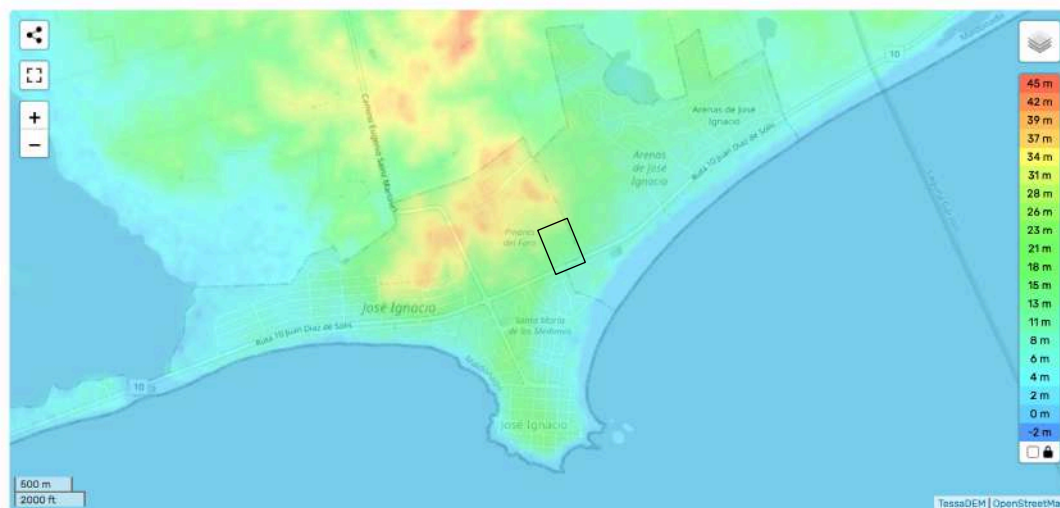 +
−
500 m
2000 ft
Camino Eugenio Sainz Martinez
Maldonado
10
Arenas de José
Ignacio
Arenas
de José
Ignacio
Ruta 10 Juan Díaz de Solís
Pinares
del Faro
José Ignacio
Santa María
de los Médanos
Ruta 10 Juan Díaz de Solís
Maldonado
10
José Ignacio
45 m
42 m
39 m
37 m
34 m
31 m
28 m
26 m
23 m
21 m
18 m
15 m
13 m
11 m
8 m
6 m
4 m
2 m
0 m
-2 m
TessaDEM | OpenStreetMa